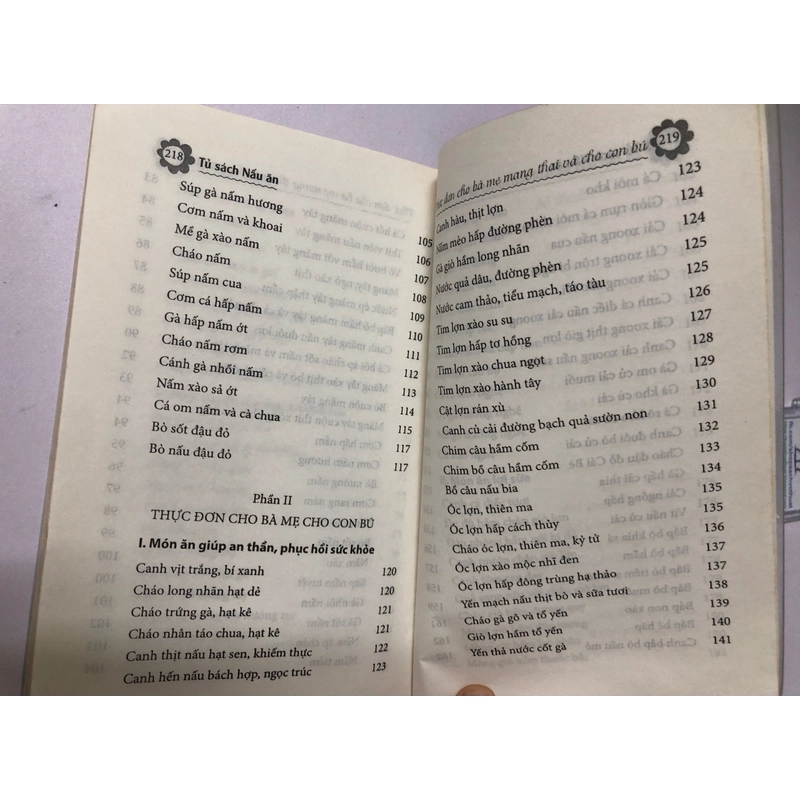 218 Tủ sách Nấu ăn
Súp gà nấm hương 105
Cơm nấm và khoai 106
Mề gà xào nấm 107
Cháo nấm 108
Súp nấm cua 109
Cơm cá hấp nấm 110
Gà hấp nấm ớt 111
Cháo nấm rơm 112
Cánh gà nhồi nấm 113
Nấm xào sả ớt 114
Cá om nấm và cà chua 115
Bò sốt đậu đỏ 117
Bò nấu đậu đỏ 117
Phần II
THỰC ĐƠN CHO BÀ MẸ CHO CON BÚ
I. Món ăn giúp an thần, phục hồi sức khỏe
Canh vịt trắng, bí xanh 120
Cháo long nhãn hạt dẻ 120
Cháo trứng gà, hạt kê 121
Cháo nhân táo chua, hạt kê 121
Canh thịt nấu hạt sen, khiếm thực 122
Canh hến nấu bách hợp, ngọc trúc 123
đơn cho bà mẹ mang thai và cho con bú 219
Canh hàu, thịt lợn 123
Nấm mèo hấp đường phèn 124
Gà giò hầm long nhãn 124
Nước quả dâu, đường phèn 125
Nước cam thảo, tiểu mạch, táo tàu 125
Tim lợn xào su su 126
Tim lợn hấp tơ hồng 127
Tim lợn xào chua ngọt 128
Tim lợn xào hành tây 129
Cật lợn rán xù 130
Canh củ cải đường bạch quả sườn non 131
Chim câu hầm cốm 132
Chim bồ câu hầm cốm 133
Bồ câu nấu bia 134
Óc lợn, thiên ma 135
Óc lợn hấp cách thủy 135
Cháo óc lợn, thiên ma, kỷ tử 136
Óc lợn xào mộc nhĩ đen 137
Óc lợn hấp đông trùng hạ thảo 137
Yến mạch nấu thịt bò và sữa tươi 138
Cháo gà gô và tổ yến 139
Giò lợn hầm tổ yến 140
Yến thả nước cốt gà 141